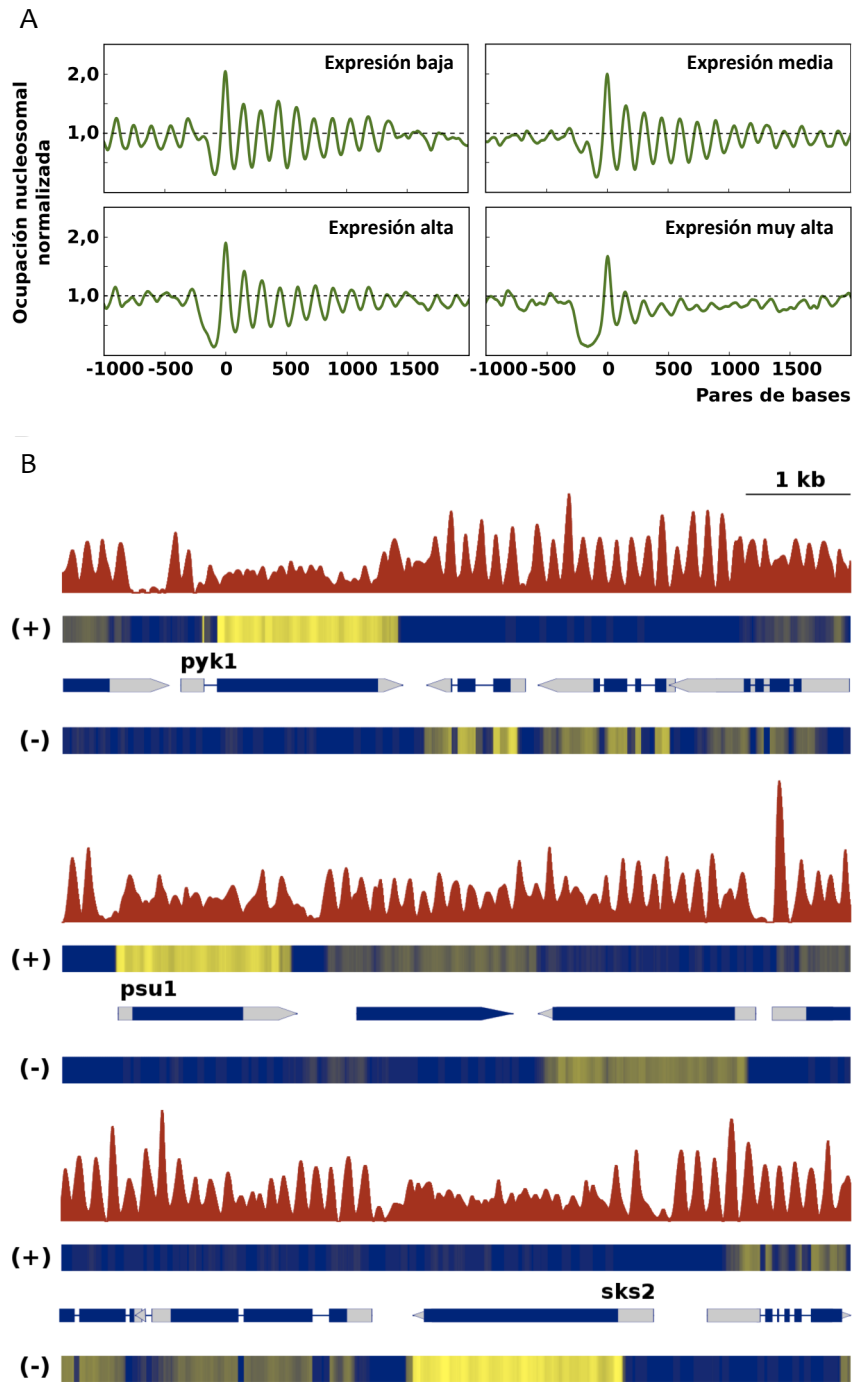 A
Expresión baja
Expresión media
2,0
1,0
Expresión alta
Expresión muy alta
2,0
1,0
Ocupación nucleosomal
normalizada
-1000 -500 0 500 1000 1500
-1000 -500 0 500 1000 1500
Pares de bases
B
1 kb
(+)
pyk1
(-)
(+)
psu1
(-)
(+)
sks2
(-)